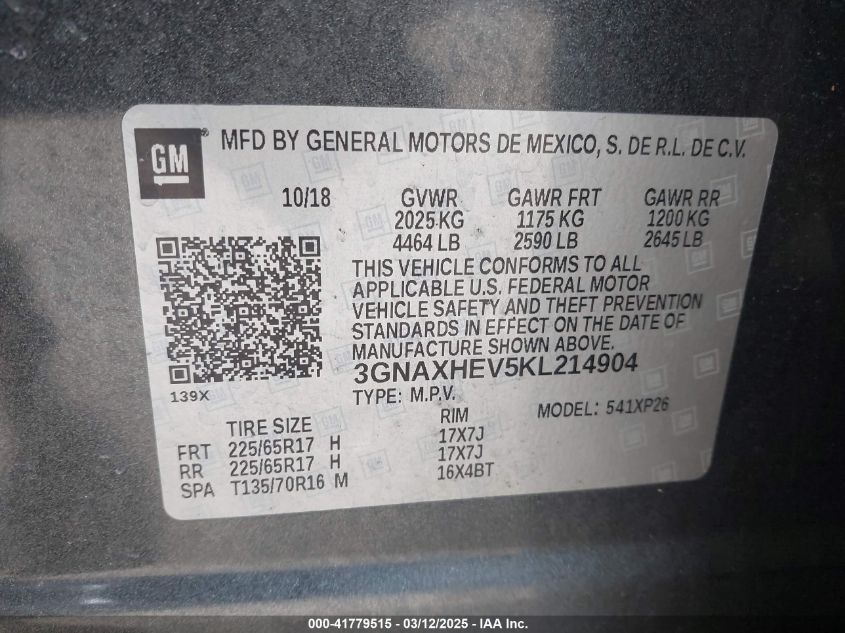 GM ® MFD BY GENERAL MOTORS DE MEXICO, S. DE R.L. DE C.V.
10/18 GVWR GAWR FRT GAWR RR
2025 KG 1175 KG 1200 KG
4464 LB 2590 LB 2645 LB
THIS VEHICLE CONFORMS TO ALL
APPLICABLE U.S. FEDERAL MOTOR
VEHICLE SAFETY AND THEFT PREVENTION
STANDARDS IN EFFECT ON THE DATE OF
MANUFACTURE SHOWN ABOVE.
3GNAXHEV5KL214904
139X TYPE: M.P.V. MODEL: 541XP26
TIRE SIZE RIM
FRT 225/65R17 H 17X7J
RR 225/65R17 H 17X7J
SPA T135/70R16 M 16X4BT
000-41779515 - 03/12/2025 - IAA Inc.